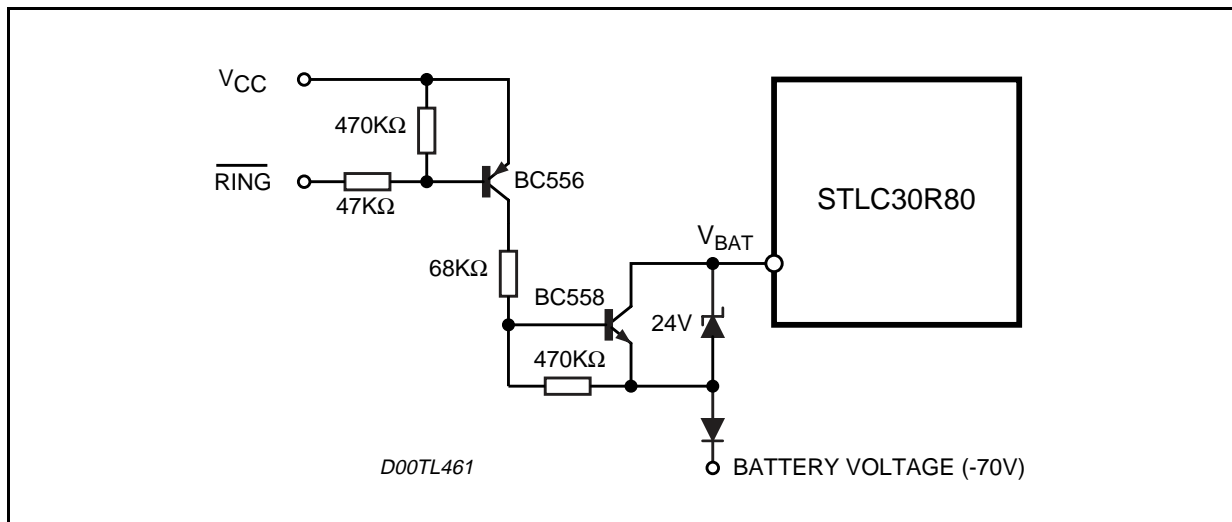 VCC
470KΩ
RING
47KΩ
BC556
STLC30R80
VBAT
68KΩ
BC558
24V
470KΩ
D00TL461
BATTERY VOLTAGE (-70V)